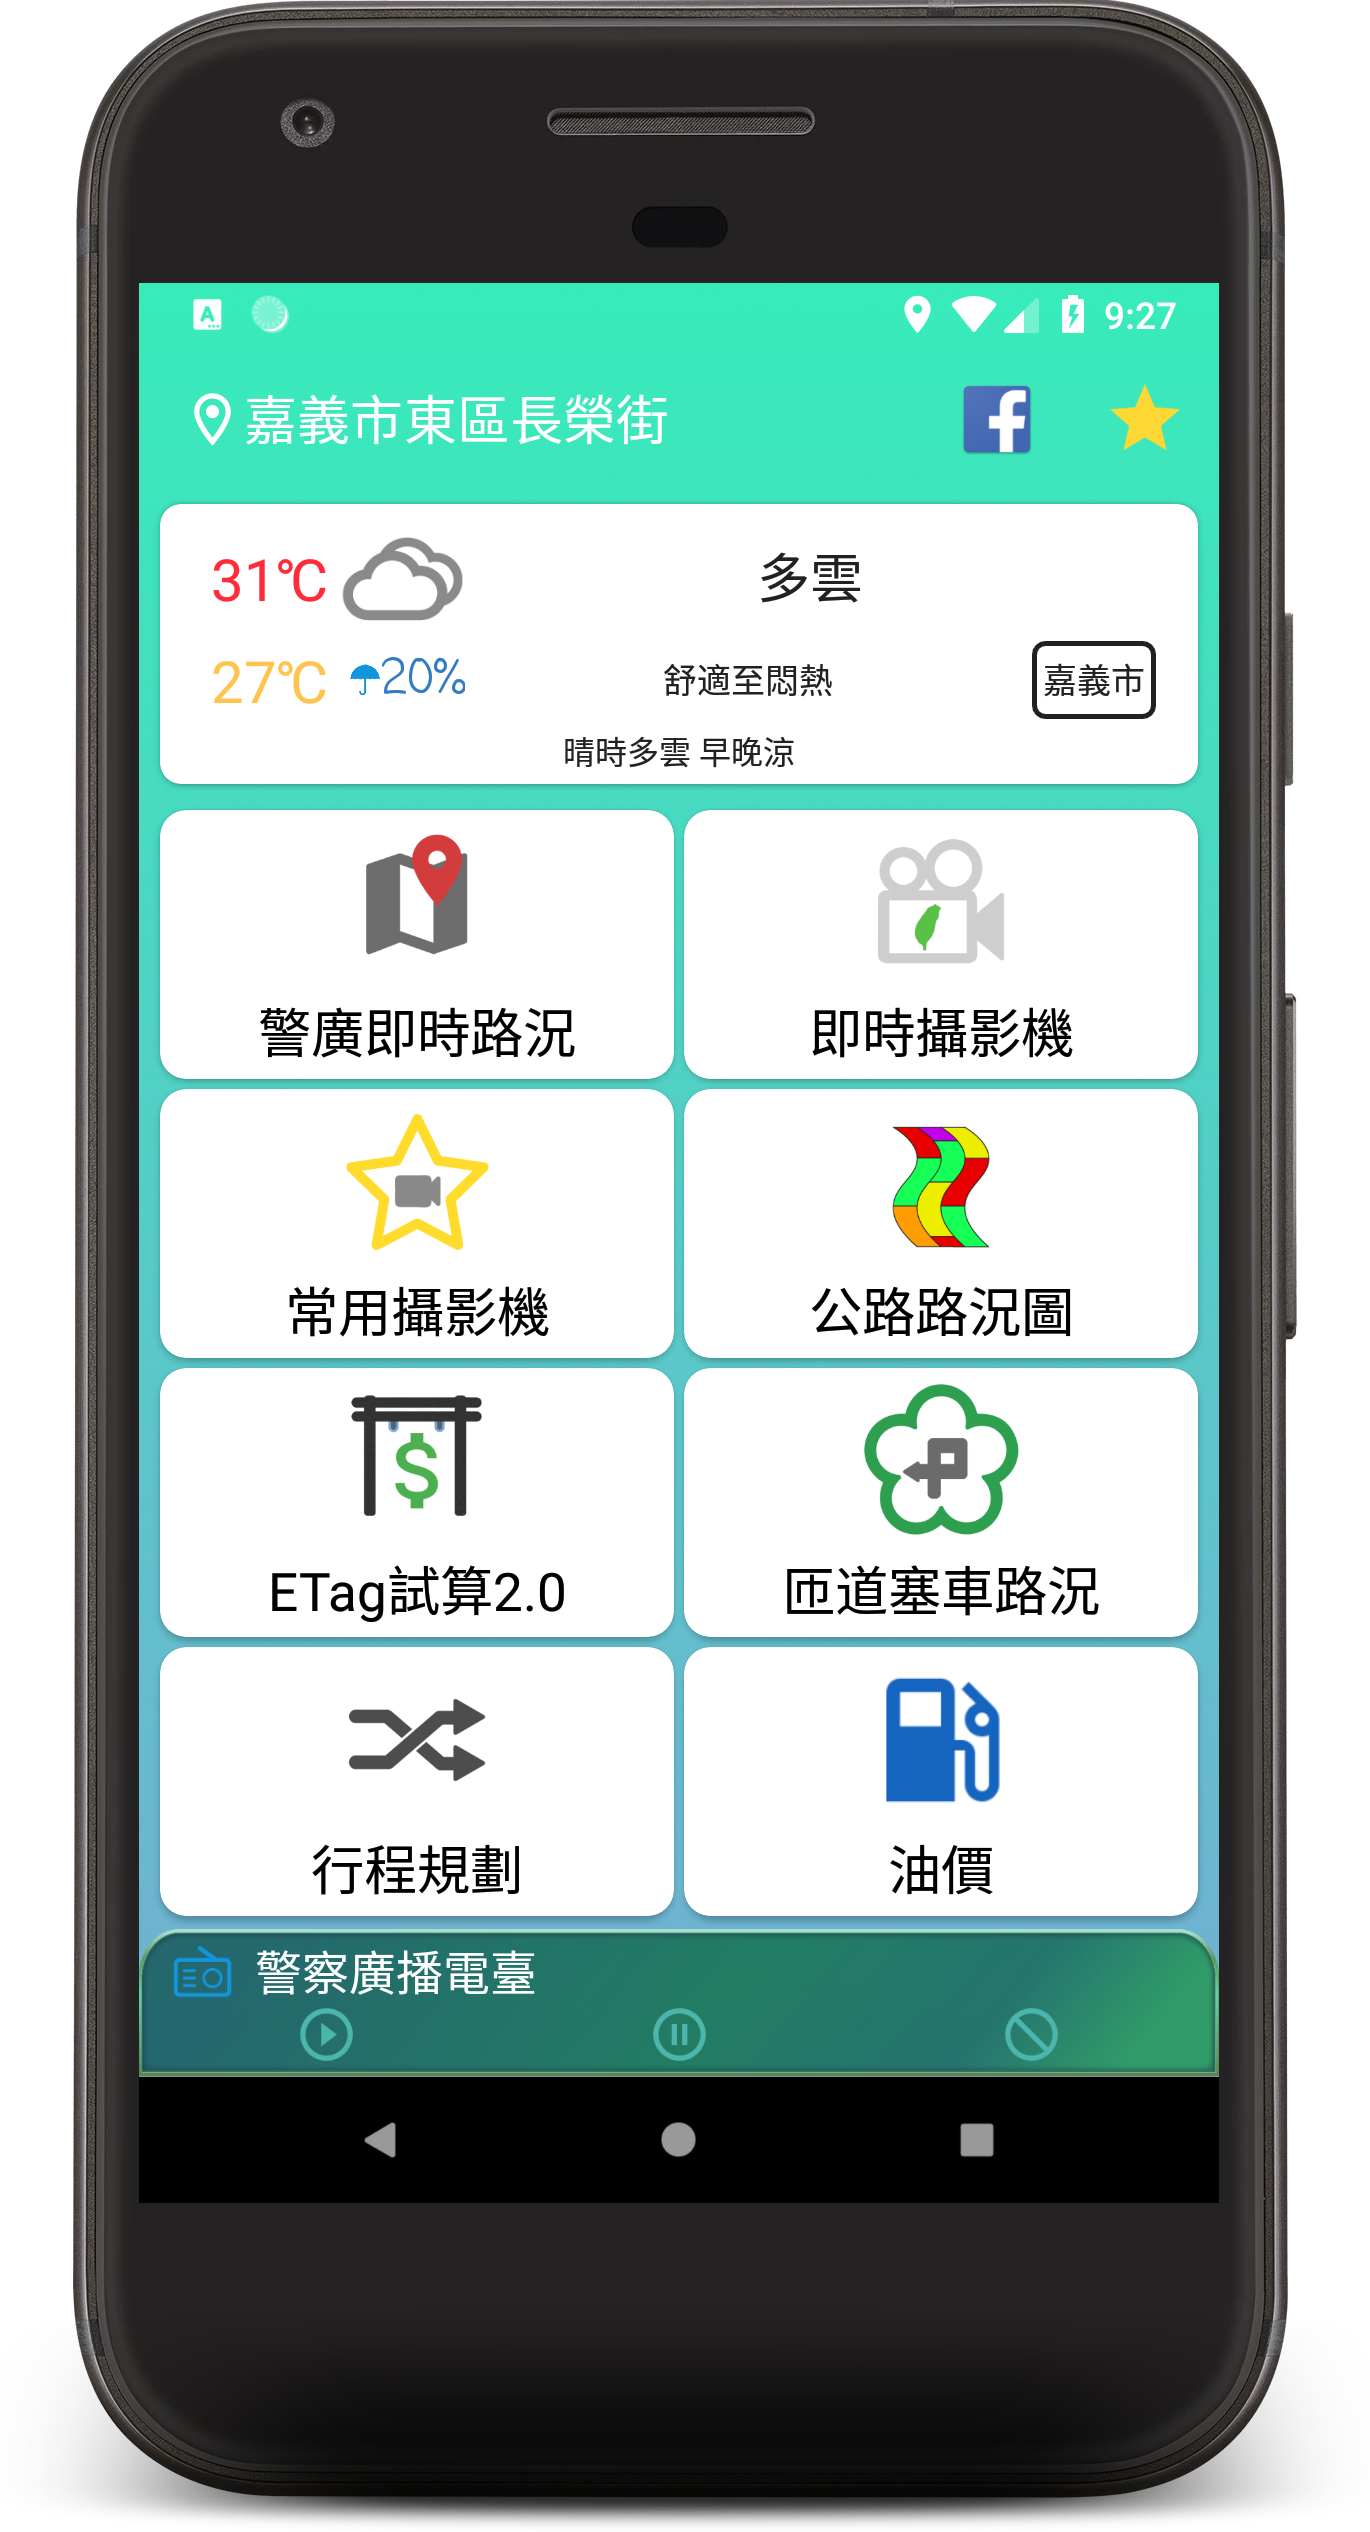 9:27
嘉義市東區長榮街
31℃
多雲
27℃
20%
舒適至悶熱
嘉義市
晴時多雲 早晚涼
警廣即時路況
即時攝影機
常用攝影機
公路路況圖
$
ETag試算2.0
匝道塞車路況
行程規劃
油價
警察廣播電臺